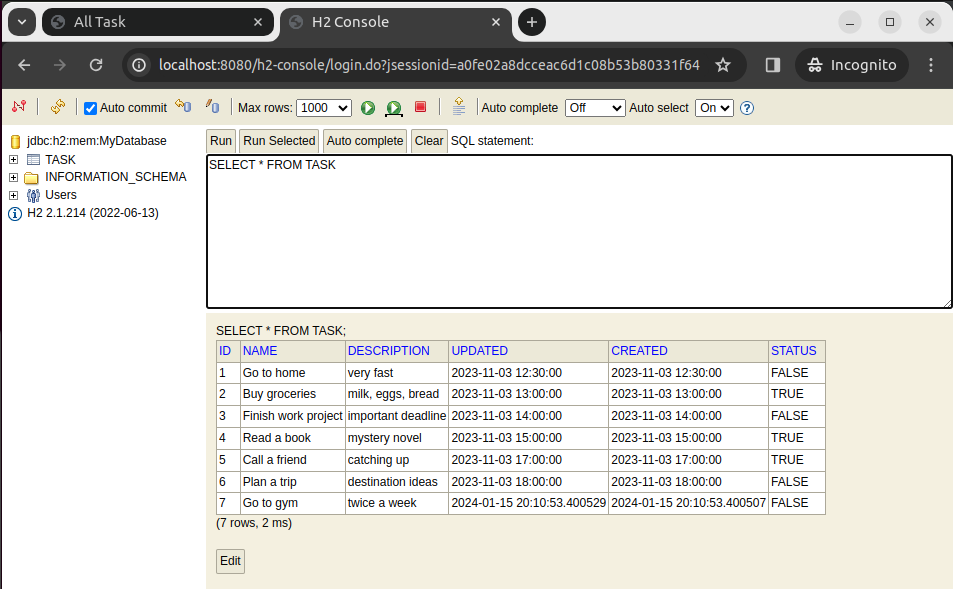 All Task
H2 Console
localhost:8080/h2-console/login.do?jsessionid=a0fe02a8dcceac6d1c08b53b80331f64
Incognito
Auto commit Max rows: 1000 Auto complete Off Auto select On ?
jdbc:h2:mem:MyDatabase
TASK
INFORMATION_SCHEMA
Users
H2 2.1.214 (2022-06-13)
Run Run Selected Auto complete Clear SQL statement:
SELECT * FROM TASK
SELECT * FROM TASK;
ID NAME DESCRIPTION UPDATED CREATED STATUS
1 Go to home very fast 2023-11-03 12:30:00 2023-11-03 12:30:00 FALSE
2 Buy groceries milk, eggs, bread 2023-11-03 13:00:00 2023-11-03 13:00:00 TRUE
3 Finish work project important deadline 2023-11-03 14:00:00 2023-11-03 14:00:00 FALSE
4 Read a book mystery novel 2023-11-03 15:00:00 2023-11-03 15:00:00 TRUE
5 Call a friend catching up 2023-11-03 17:00:00 2023-11-03 17:00:00 TRUE
6 Plan a trip destination ideas 2023-11-03 18:00:00 2023-11-03 18:00:00 FALSE
7 Go to gym twice a week 2024-01-15 20:10:53.400529 2024-01-15 20:10:53.400507 FALSE
(7 rows, 2 ms)
Edit